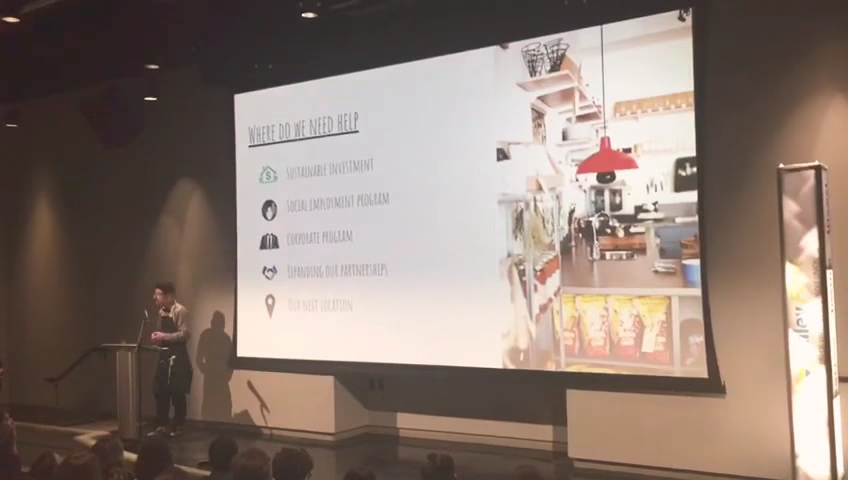 WHERE DO WE NEED HELP
SUSTAINABLE INVESTMENT
SOCIAL EMPLOYMENT PROGRAM
CORPORATE PROGRAM
EXPANDING OUR PARTNERSHIPS
OUR NEXT LOCATION